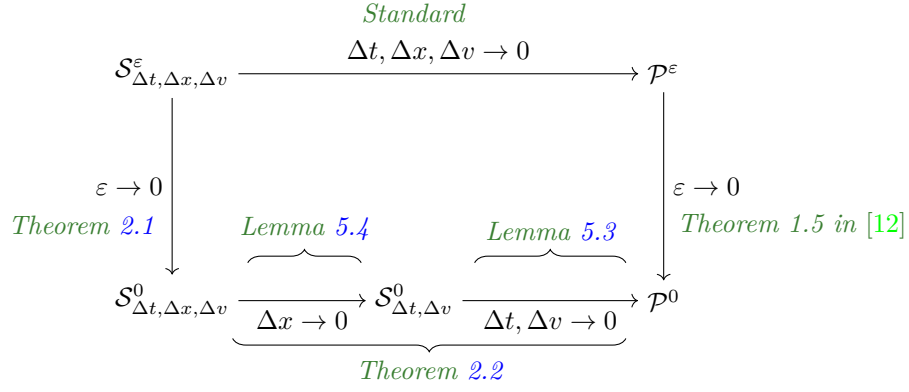 Standard
Δt, Δx, Δv → 0
𝒮^ε_{Δt,Δx,Δv} 𝒫^ε
ε → 0 ε → 0
Theorem 2.1 Theorem 1.5 in [12]
Lemma 5.4 Lemma 5.3
𝒮^0_{Δt,Δx,Δv} 𝒮^0_{Δt,Δv} 𝒫^0
Δx → 0 Δt, Δv → 0
Theorem 2.2